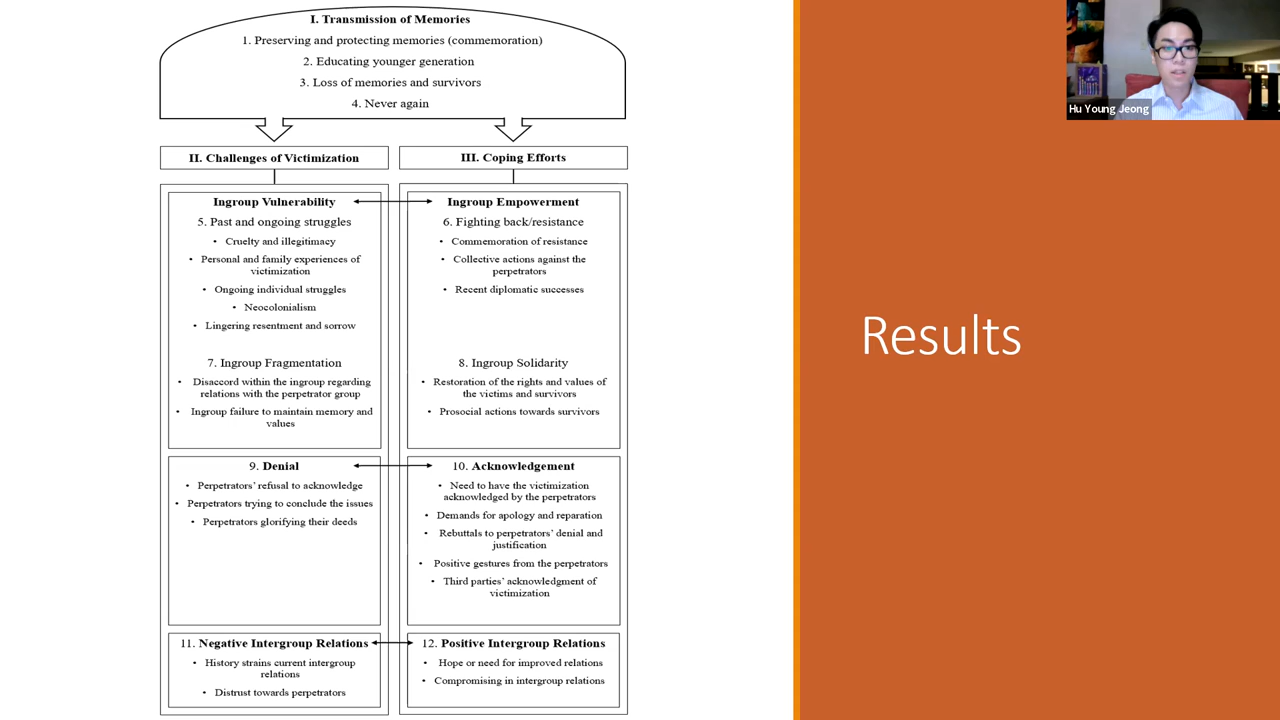 I. Transmission of Memories
1. Preserving and protecting memories (commemoration)
2. Educating younger generation
3. Loss of memories and survivors
4. Never again
II. Challenges of Victimization
III. Coping Efforts
Ingroup Vulnerability
5. Past and ongoing struggles
• Cruelty and illegitimacy
• Personal and family experiences of
victimization
• Ongoing individual struggles
• Neocolonialism
• Lingering resentment and sorrow
7. Ingroup Fragmentation
• Disaccord within the ingroup regarding
relations with the perpetrator group
• Ingroup failure to maintain memory and
values
Ingroup Empowerment
6. Fighting back/resistance
• Commemoration of resistance
• Collective actions against the
perpetrators
• Recent diplomatic successes
8. Ingroup Solidarity
• Restoration of the rights and values of
the victims and survivors
• Prosocial actions towards survivors
9. Denial
• Perpetrators' refusal to acknowledge
• Perpetrators trying to conclude the issues
• Perpetrators glorifying their deeds
10. Acknowledgement
• Need to have the victimization
acknowledged by the perpetrators
• Demands for apology and reparation
• Rebuttals to perpetrators' denial and
justification
• Positive gestures from the perpetrators
• Third parties' acknowledgment of
victimization
11. Negative Intergroup Relations
• History strains current intergroup
relations
• Distrust towards perpetrators
12. Positive Intergroup Relations
• Hope or need for improved relations
• Compromising in intergroup relations
Results
Hu Young Jeong